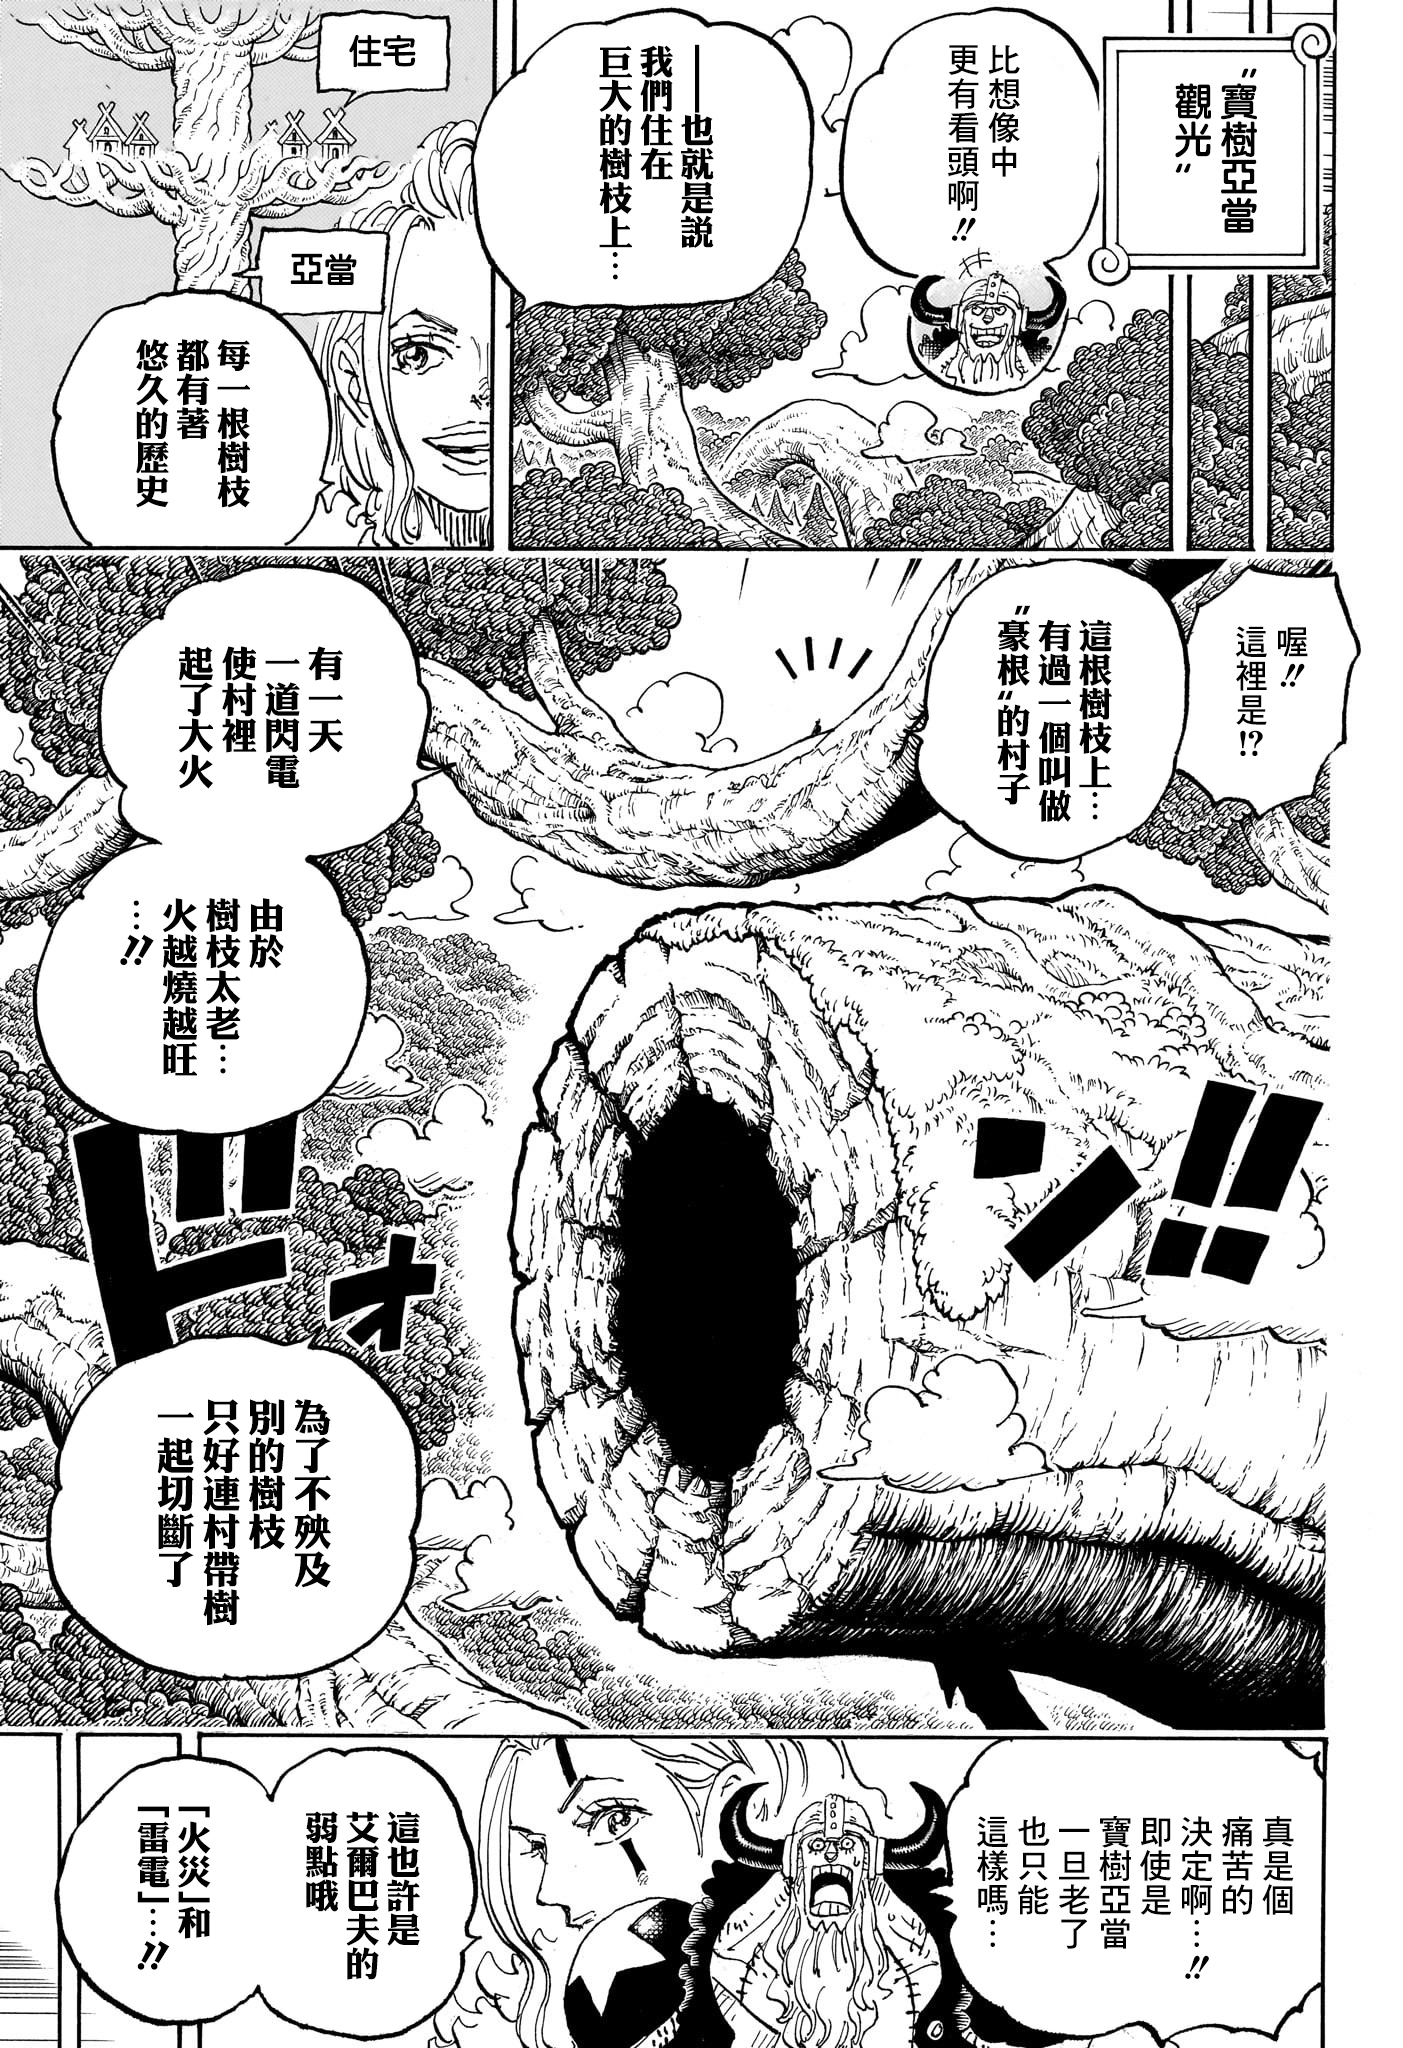 〝寶樹亞當
觀光〞
比想像中
更有看頭啊!!
——也就是說
我們住在
巨大的樹枝上…
住宅
亞當
每一根樹枝
都有著
悠久的歷史
喔!!
這裡是!?
這根樹枝上…
有過一個叫做
〝豪根〞的村子
有一天
一道閃電
使村裡
起了大火
由於
樹枝太老…
火越燒越旺
…!!
ドォン!!
為了不殃及
別的樹枝
只好連村帶樹
一起切斷了
真是個
痛苦的
決定啊…!!
即使是
寶樹亞當
一旦老了
也只能
這樣嗎…
這也許是
艾爾巴夫的
弱點哦
「火災」和
「雷電」…!!